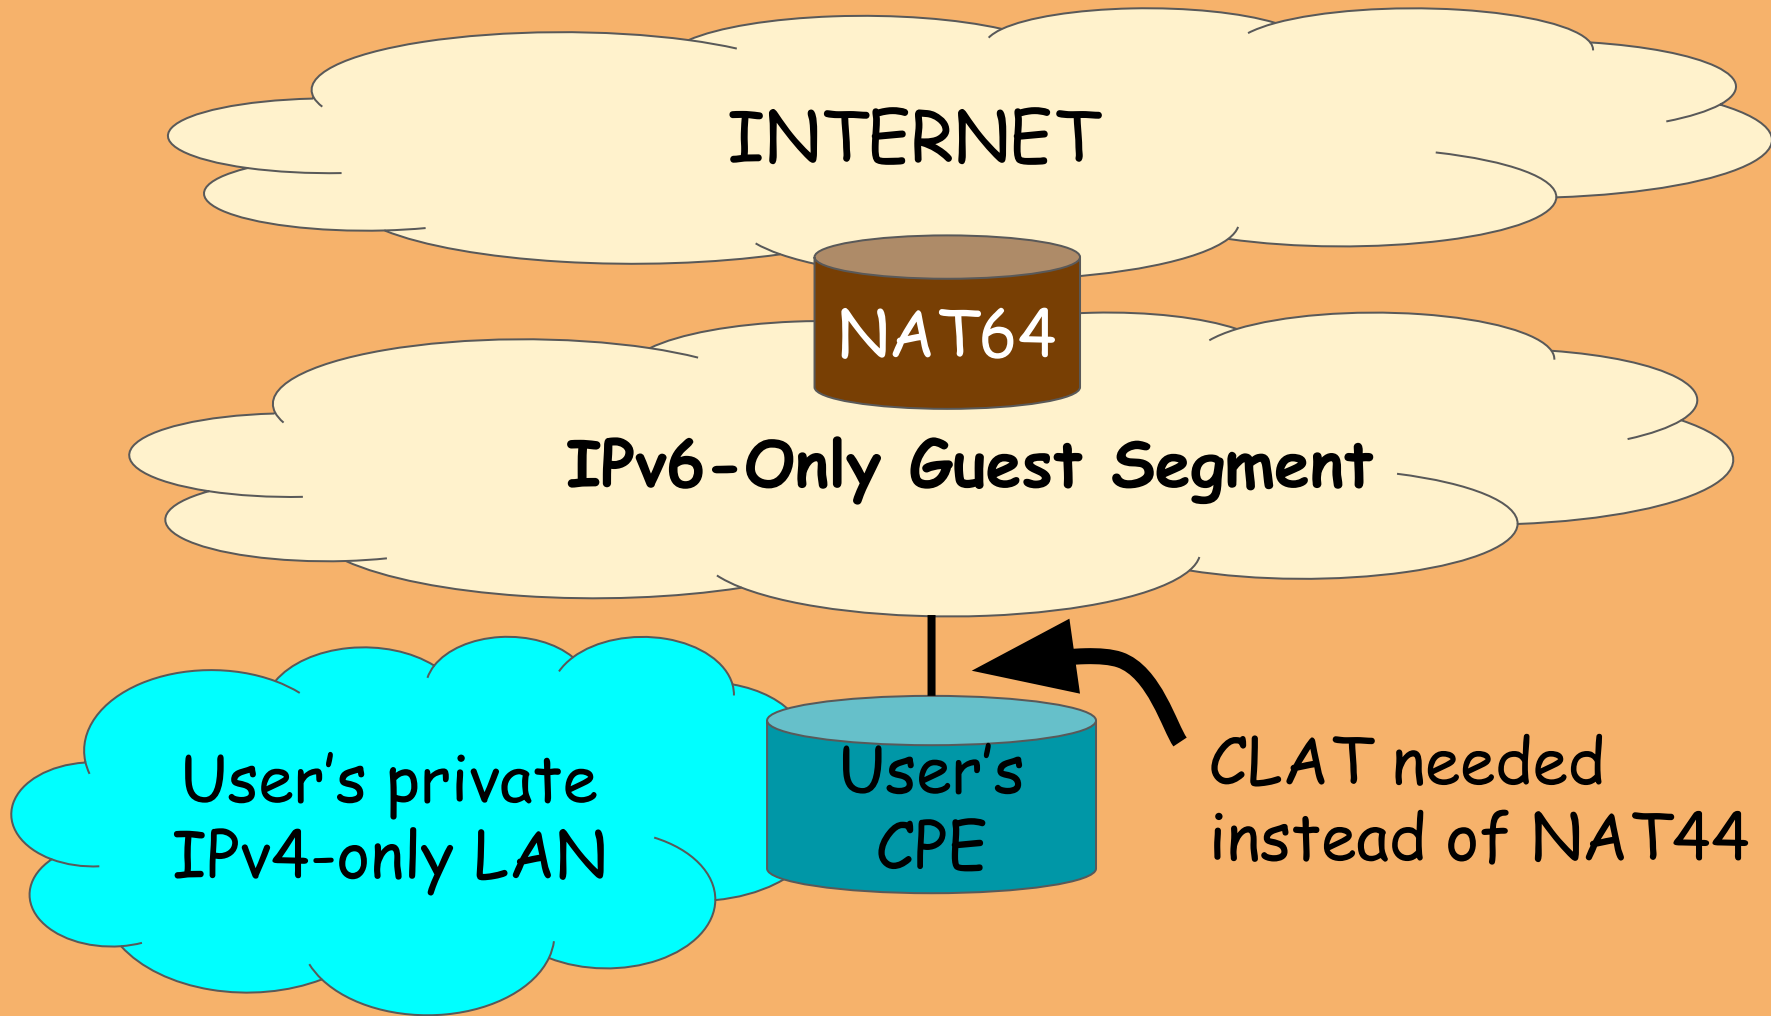 INTERNET
NAT64
IPv6-Only Guest Segment
User’s private
IPv4-only LAN
User’s
CPE
CLAT needed
instead of NAT44